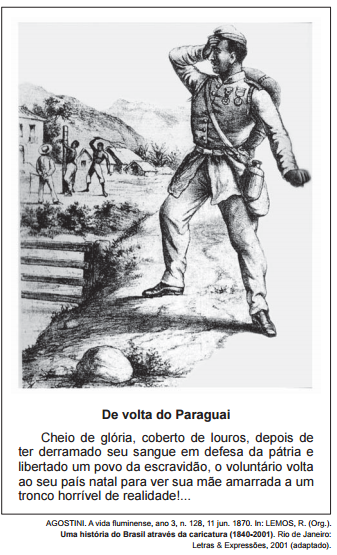 De volta do Paraguai
Cheio de glória, coberto de louros, depois de
ter derramado seu sangue em defesa da pátria e
libertado um povo da escravidão, o voluntário volta
ao seu país natal para ver sua mãe amarrada a um
tronco horrível de realidade!...
AGOSTINI. A vida fluminense, ano 3, n. 128, 11 jun. 1870. In: LEMOS, R. (Org.).
Uma história do Brasil através da caricatura (1840-2001). Rio de Janeiro:
Letras & Expressões, 2001 (adaptado).